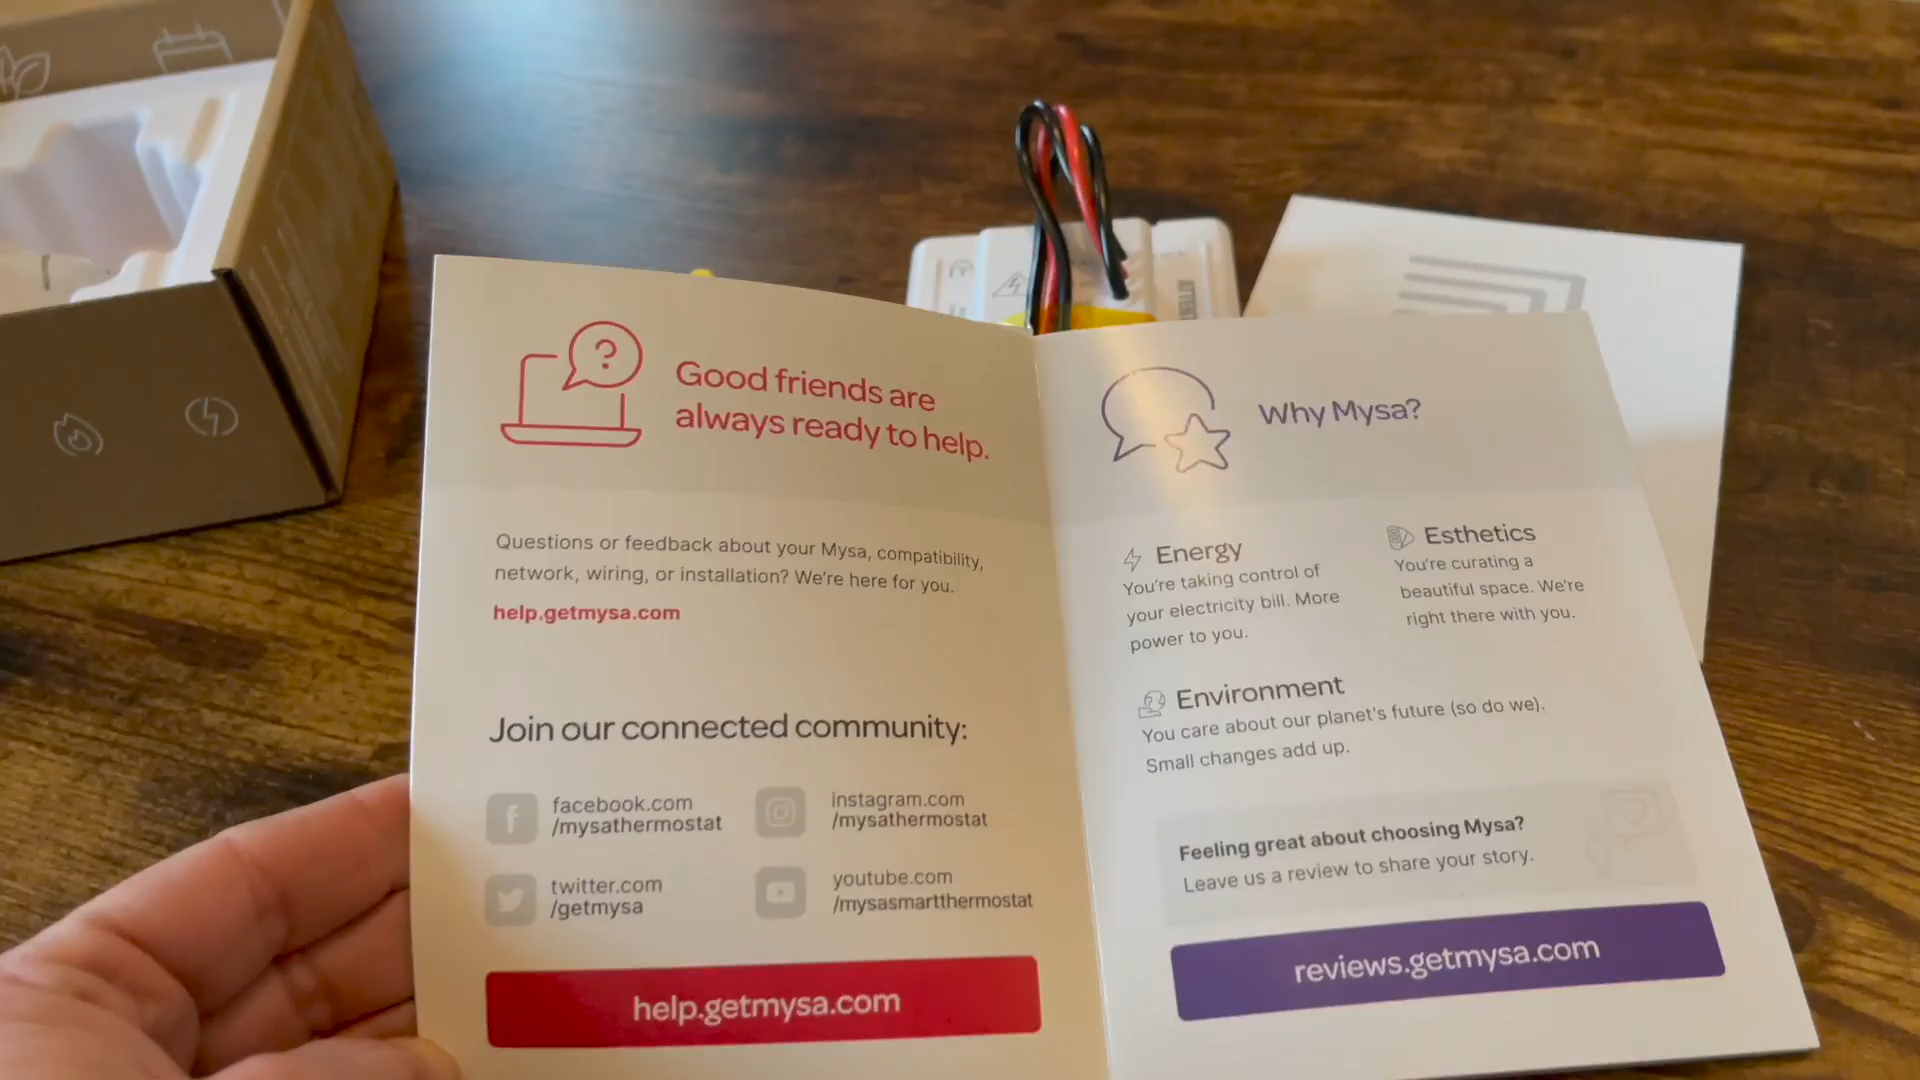 Good friends are
always ready to help.
Questions or feedback about your Mysa, compatibility,
network, wiring, or installation? We're here for you.
help.getmysa.com
Join our connected community:
facebook.com
/mysathermostat
instagram.com
/mysathermostat
twitter.com
/getmysa
youtube.com
/mysasmartthermostat
help.getmysa.com
Why Mysa?
Energy
You're taking control of
your electricity bill. More
power to you.
Esthetics
You're curating a
beautiful space. We're
right there with you.
Environment
You care about our planet's future (so do we).
Small changes add up.
Feeling great about choosing Mysa?
Leave us a review to share your story.
reviews.getmysa.com